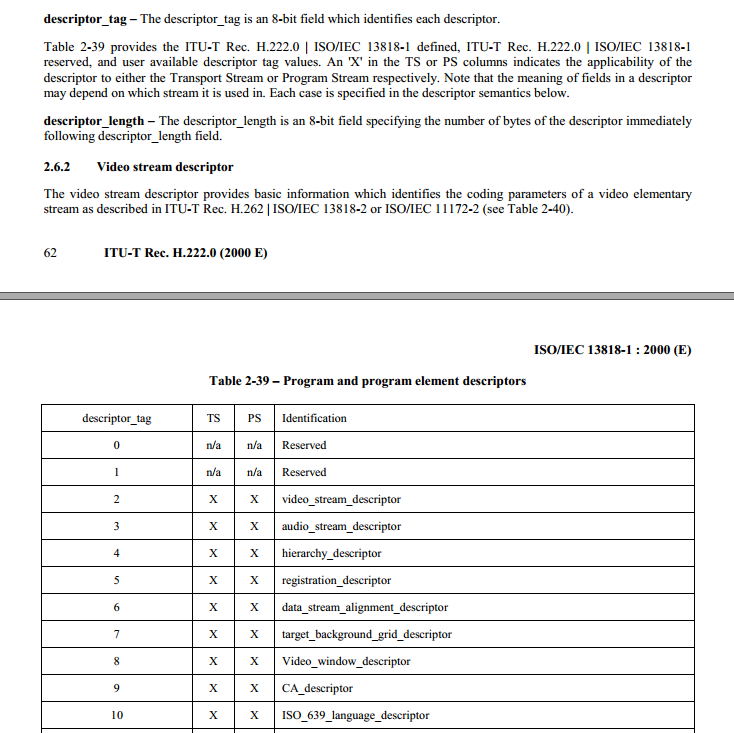 descriptor_tag – The descriptor_tag is an 8-bit field which identifies each descriptor.
Table 2-39 provides the ITU-T Rec. H.222.0 | ISO/IEC 13818-1 defined, ITU-T Rec. H.222.0 | ISO/IEC 13818-1
reserved, and user available descriptor tag values. An 'X' in the TS or PS columns indicates the applicability of the
descriptor to either the Transport Stream or Program Stream respectively. Note that the meaning of fields in a descriptor
may depend on which stream it is used in. Each case is specified in the descriptor semantics below.
descriptor_length – The descriptor_length is an 8-bit field specifying the number of bytes of the descriptor immediately
following descriptor_length field.
2.6.2 Video stream descriptor
The video stream descriptor provides basic information which identifies the coding parameters of a video elementary
stream as described in ITU-T Rec. H.262 | ISO/IEC 13818-2 or ISO/IEC 11172-2 (see Table 2-40).
62 ITU-T Rec. H.222.0 (2000 E)
ISO/IEC 13818-1 : 2000 (E)
Table 2-39 – Program and program element descriptors
descriptor_tag TS PS Identification
0 n/a n/a Reserved
1 n/a n/a Reserved
2 X X video_stream_descriptor
3 X X audio_stream_descriptor
4 X X hierarchy_descriptor
5 X X registration_descriptor
6 X X data_stream_alignment_descriptor
7 X X target_background_grid_descriptor
8 X X Video_window_descriptor
9 X X CA_descriptor
10 X X ISO_639_language_descriptor